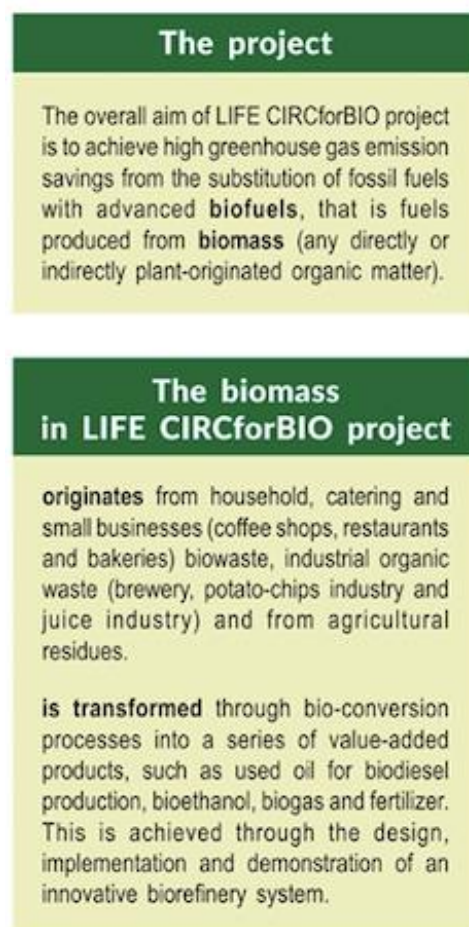 The project
The overall aim of LIFE CIRCforBIO project
is to achieve high greenhouse gas emission
savings from the substitution of fossil fuels
with advanced biofuels, that is fuels
produced from biomass (any directly or
indirectly plant-originated organic matter).
The biomass
in LIFE CIRCforBIO project
originates from household, catering and
small businesses (coffee shops, restaurants
and bakeries) biowaste, industrial organic
waste (brewery, potato-chips industry and
juice industry) and from agricultural
residues.
is transformed through bio-conversion
processes into a series of value-added
products, such as used oil for biodiesel
production, bioethanol, biogas and fertilizer.
This is achieved through the design,
implementation and demonstration of an
innovative biorefinery system.